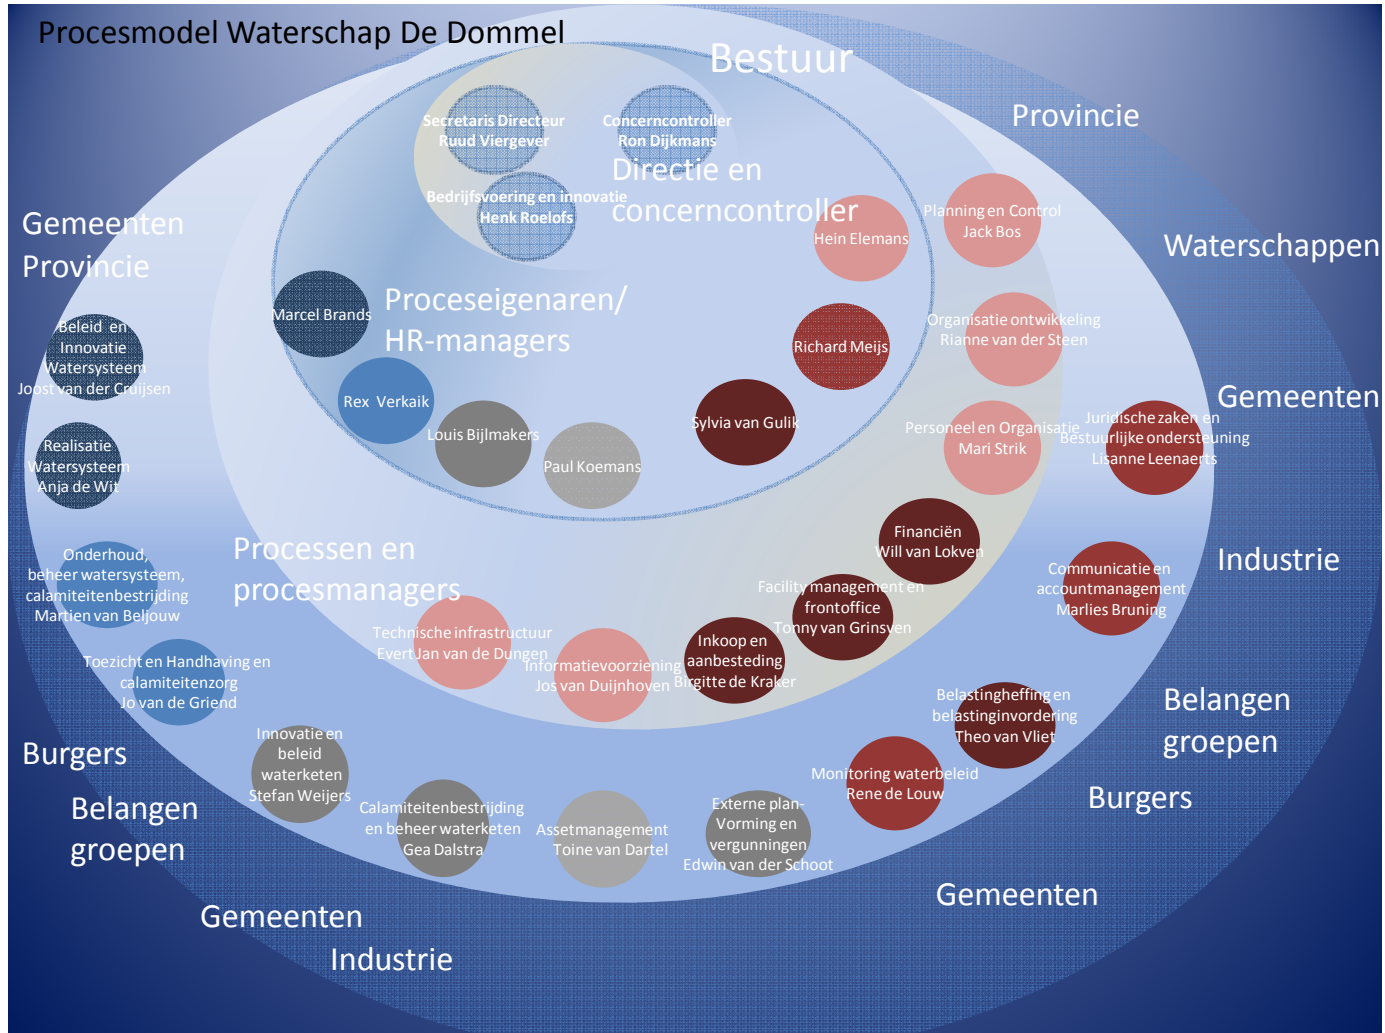 Procesmodel Waterschap De Dommel
Bestuur
Secretaris Directeur
Ruud Viergever
Concerncontroller
Ron Dijkmans
Directie en
concerncontroller
Bedrijfsvoering en innovatie
Henk Roelofs
Provincie
Waterschappen
Gemeenten
Provincie
Hein Elemans
Planning en Control
Jack Bos
Marcel Brands
Proceseigenaren/
HR-managers
Richard Meijs
Organisatie ontwikkeling
Rianne van der Steen
Beleid en
Innovatie
Watersysteem
Joost van der Cruijsen
Rex Verkaik
Louis Bijlmakers
Paul Koemans
Sylvia van Gulik
Personeel en Organisatie
Mari Strik
Gemeenten
Juridische zaken en
Bestuurlijke ondersteuning
Lisanne Leenaerts
Realisatie
Watersysteem
Anja de Wit
Financiën
Will van Lokven
Processen en
procesmanagers
Industrie
Onderhoud,
beheer watersysteem,
calamiteitenbestrijding
Martien van Beljouw
Communicatie en
accountmanagement
Marlies Bruning
Facility management en
frontoffice
Tonny van Grinsven
Technische infrastructuur
Evert Jan van de Dungen
Informatievoorziening
Jos van Duijnhoven
Inkoop en
aanbesteding
Birgitte de Kraker
Toezicht en Handhaving en
calamiteitenzorg
Jo van de Griend
Belastingheffing en
belastinginvordering
Theo van Vliet
Belangen
groepen
Burgers
Innovatie en
beleid
waterketen
Stefan Weijers
Monitoring waterbeleid
Rene de Louw
Burgers
Belangen
groepen
Calamiteitenbestrijding
en beheer waterketen
Gea Dalstra
Assetmanagement
Toine van Dartel
Externe plan-
Vorming en
vergunningen
Edwin van der Schoot
Gemeenten
Gemeenten
Industrie